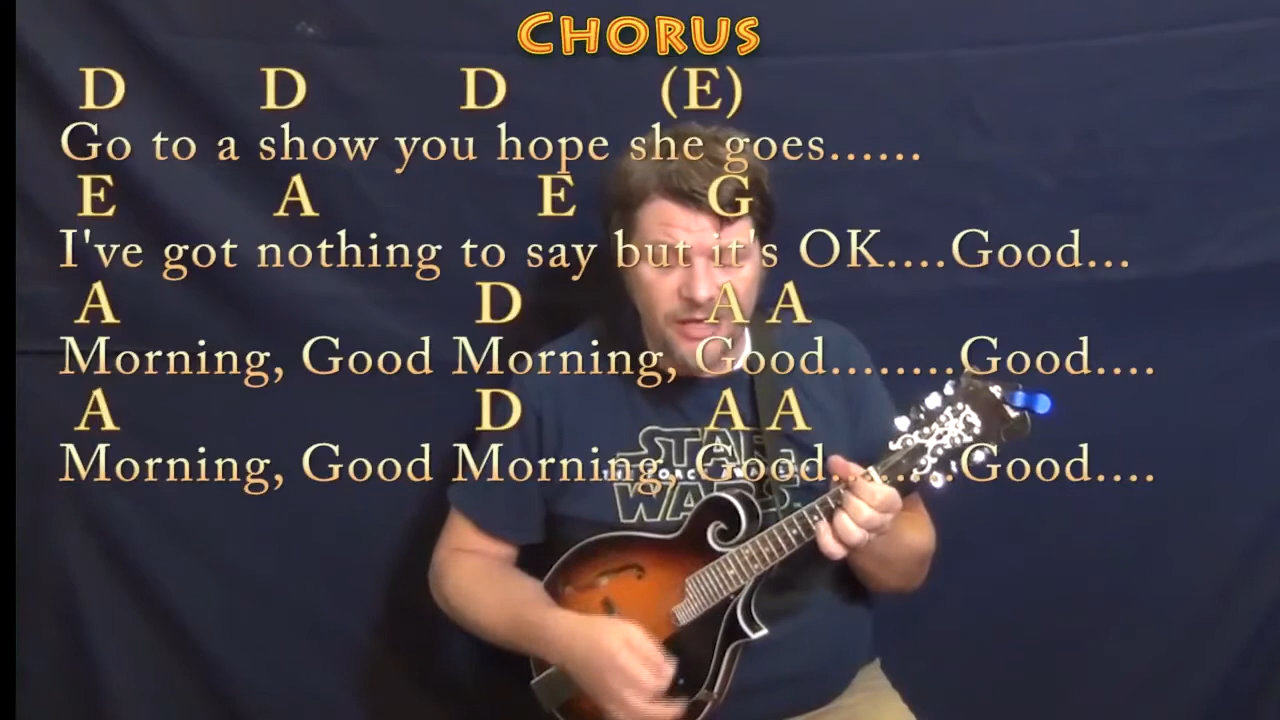 CHORUS
D D D (E)
Go to a show you hope she goes......
E A E G
I've got nothing to say but it's OK....Good...
A D A A
Morning, Good Morning, Good........Good....
A D A A
Morning, Good Morning, Good........Good....
STAR
WARS